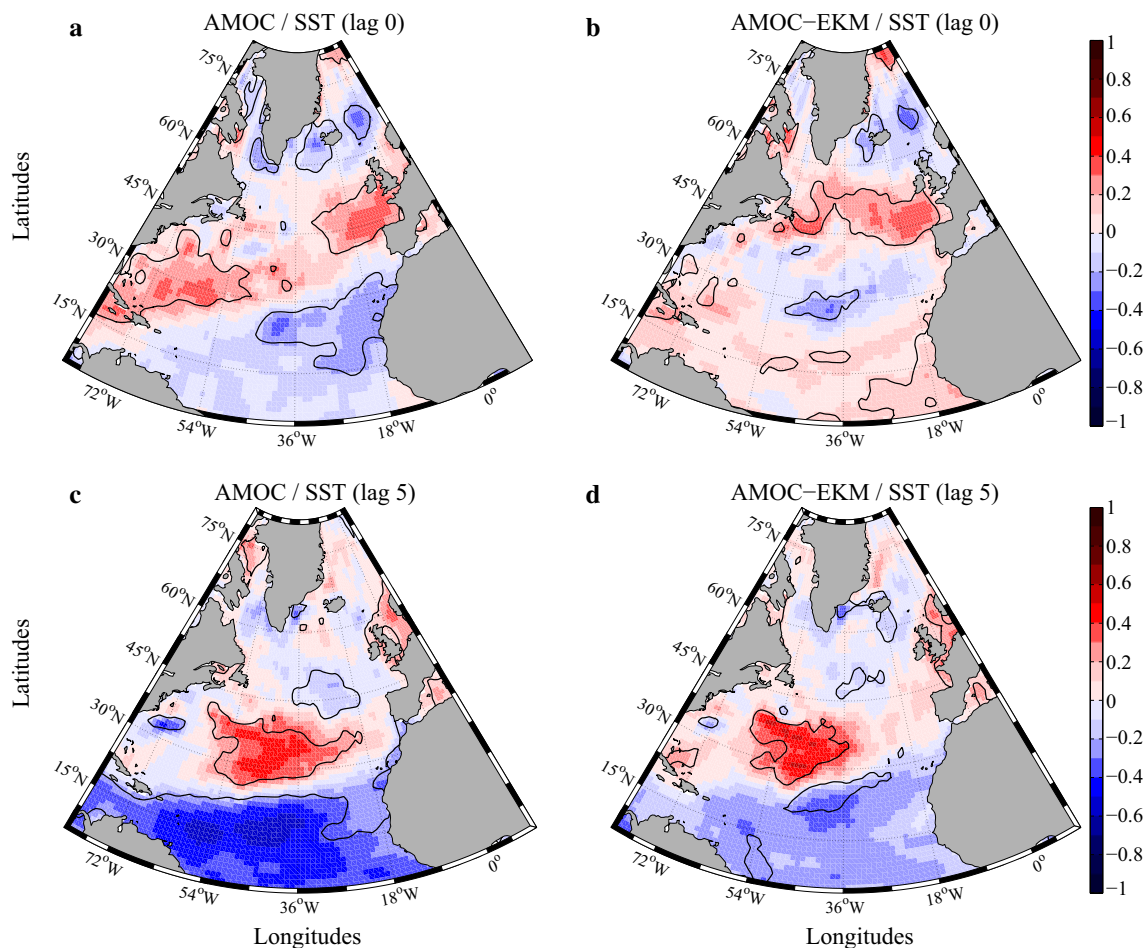 a AMOC / SST (lag 0)
b AMOC−EKM / SST (lag 0)
Latitudes
75°N
60°N
45°N
30°N
15°N
72°W
54°W
36°W
18°W
0°
75°N
60°N
45°N
30°N
15°N
72°W
54°W
36°W
18°W
0°
1
0.8
0.6
0.4
0.2
0
−0.2
−0.4
−0.6
−0.8
−1
c AMOC / SST (lag 5)
d AMOC−EKM / SST (lag 5)
Latitudes
75°N
60°N
45°N
30°N
15°N
72°W
54°W
36°W
18°W
0°
75°N
60°N
45°N
30°N
15°N
72°W
54°W
36°W
18°W
0°
1
0.8
0.6
0.4
0.2
0
−0.2
−0.4
−0.6
−0.8
−1
Longitudes
Longitudes